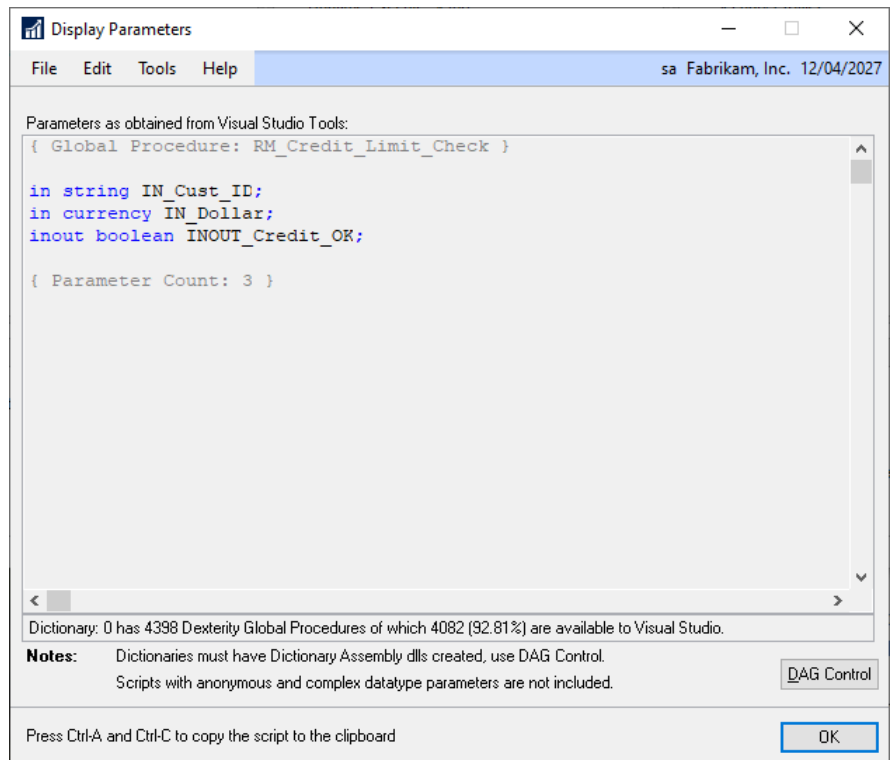 Display Parameters
File Edit Tools Help sa Fabrikam, Inc. 12/04/2027
Parameters as obtained from Visual Studio Tools:
{ Global Procedure: RM_Credit_Limit_Check }
in string IN_Cust_ID;
in currency IN_Dollar;
inout boolean INOUT_Credit_OK;
{ Parameter Count: 3 }
Dictionary: 0 has 4398 Dexterity Global Procedures of which 4082 (92.81%) are available to Visual Studio.
Notes: Dictionaries must have Dictionary Assembly dlls created, use DAG Control.
Scripts with anonymous and complex datatype parameters are not included.
DAG Control
Press Ctrl-A and Ctrl-C to copy the script to the clipboard
OK